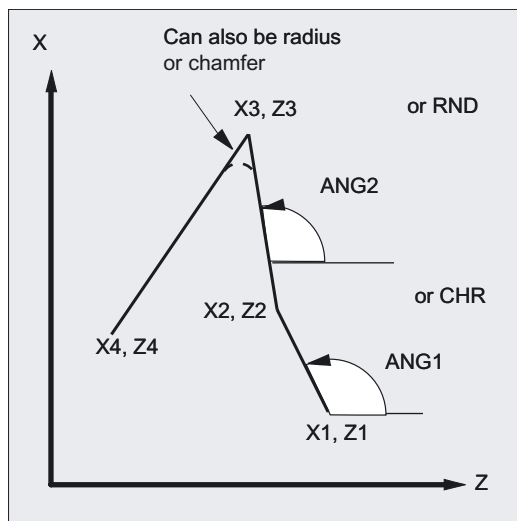 Can also be radius
or chamfer
X
X3, Z3
or RND
ANG2
X2, Z2
or CHR
X4, Z4
ANG1
X1, Z1
Z